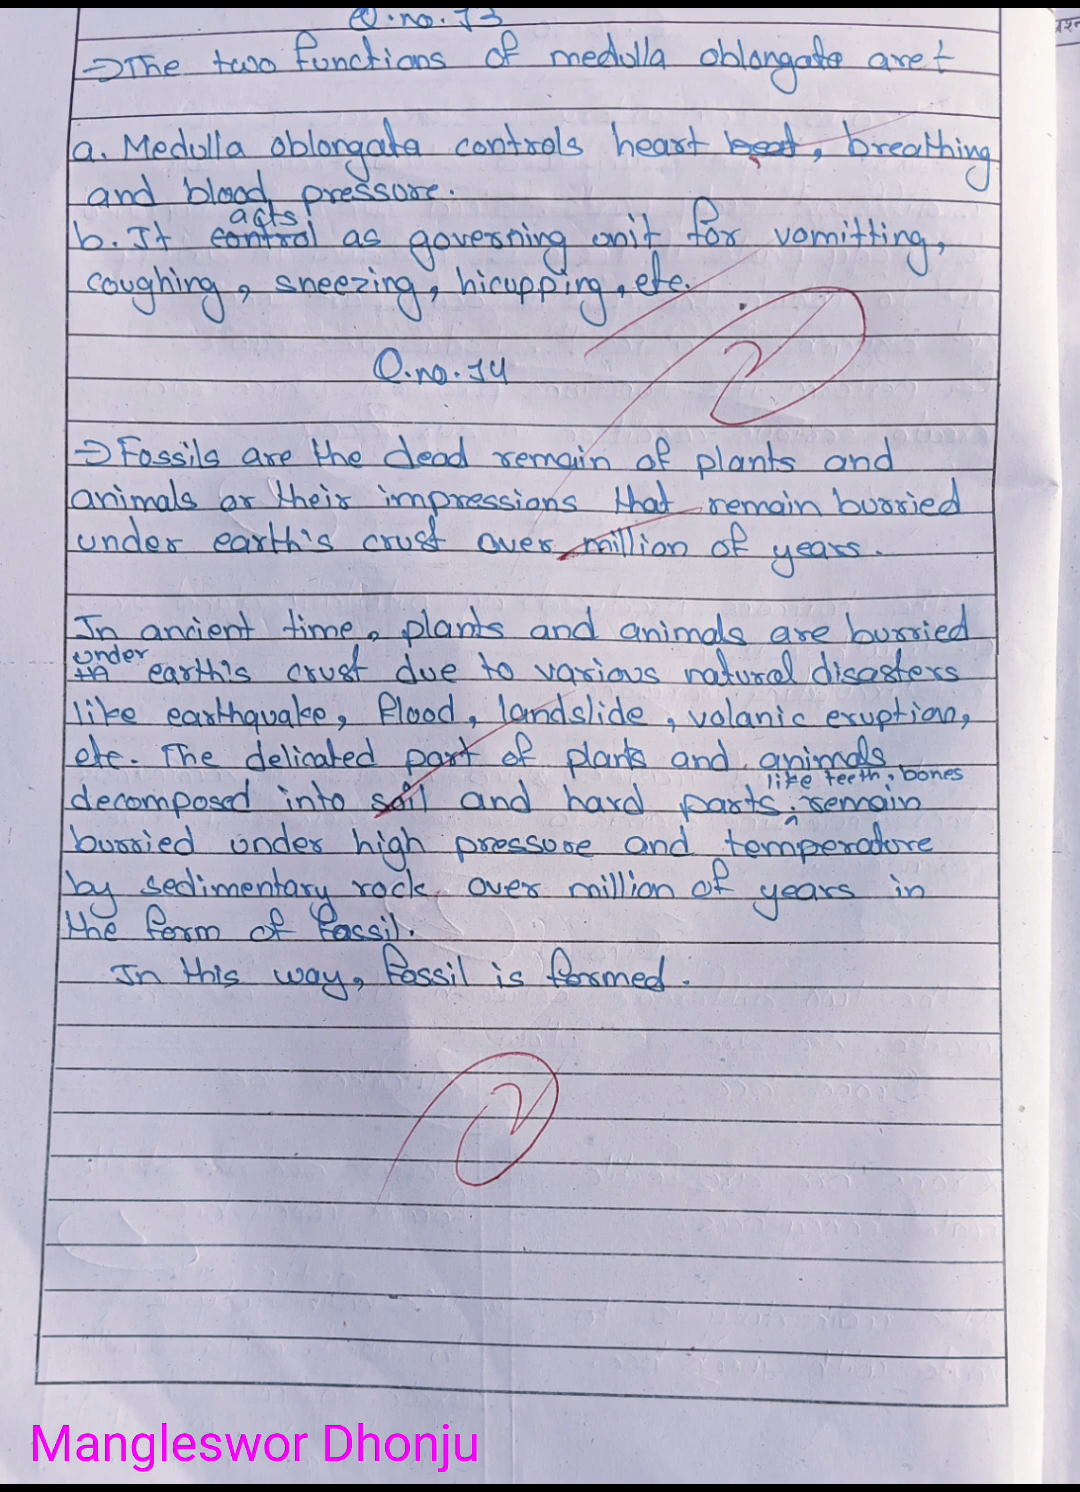 Q.no.13
→The two functions of medulla oblongata are:-
a. Medulla oblongata controls heart beat, breathing
and blood pressure.
acts
b. It control as governing unit for vomitting,
coughing, sneezing, hicupping, etc.
2
Q.no.14
→Fossils are the dead remain of plants and
animals or their impressions that remain burried
under earth's crust over million of years.
In ancient time, plants and animals are burried
under
earth's crust due to various natural disasters
like earthquake, flood, landslide, volanic eruption,
etc. The delicated part of plants and animals
like teeth, bones
decomposed into soil and hard parts remain
burried under high pressure and temperature
by sedimentary rock over million of years in
the form of fossil.
In this way, fossil is formed.
2
Mangleswor Dhonju